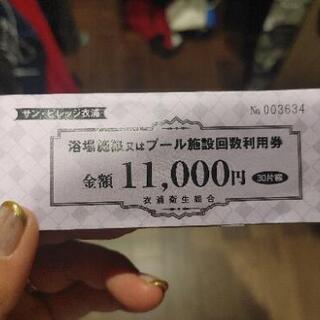 サン・ビレッジ衣浦
№ 003634
浴場施設又はプール施設回数利用券
金額 11,000円 30片綴
衣浦衛生組合